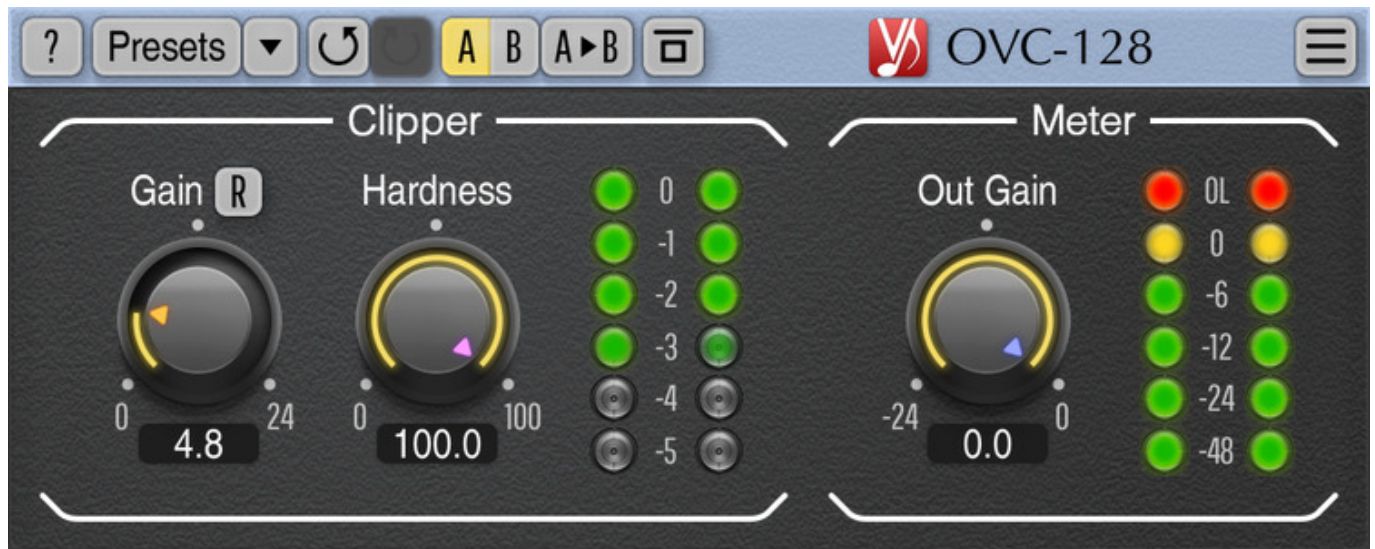 ? Presets A B A►B OVC-128
Clipper
Meter
Gain R
Hardness
Out Gain
0
-1
-2
-3
-4
-5
OL
0
-6
-12
-24
-48
0 24
4.8
0 100
100.0
-24 0
0.0